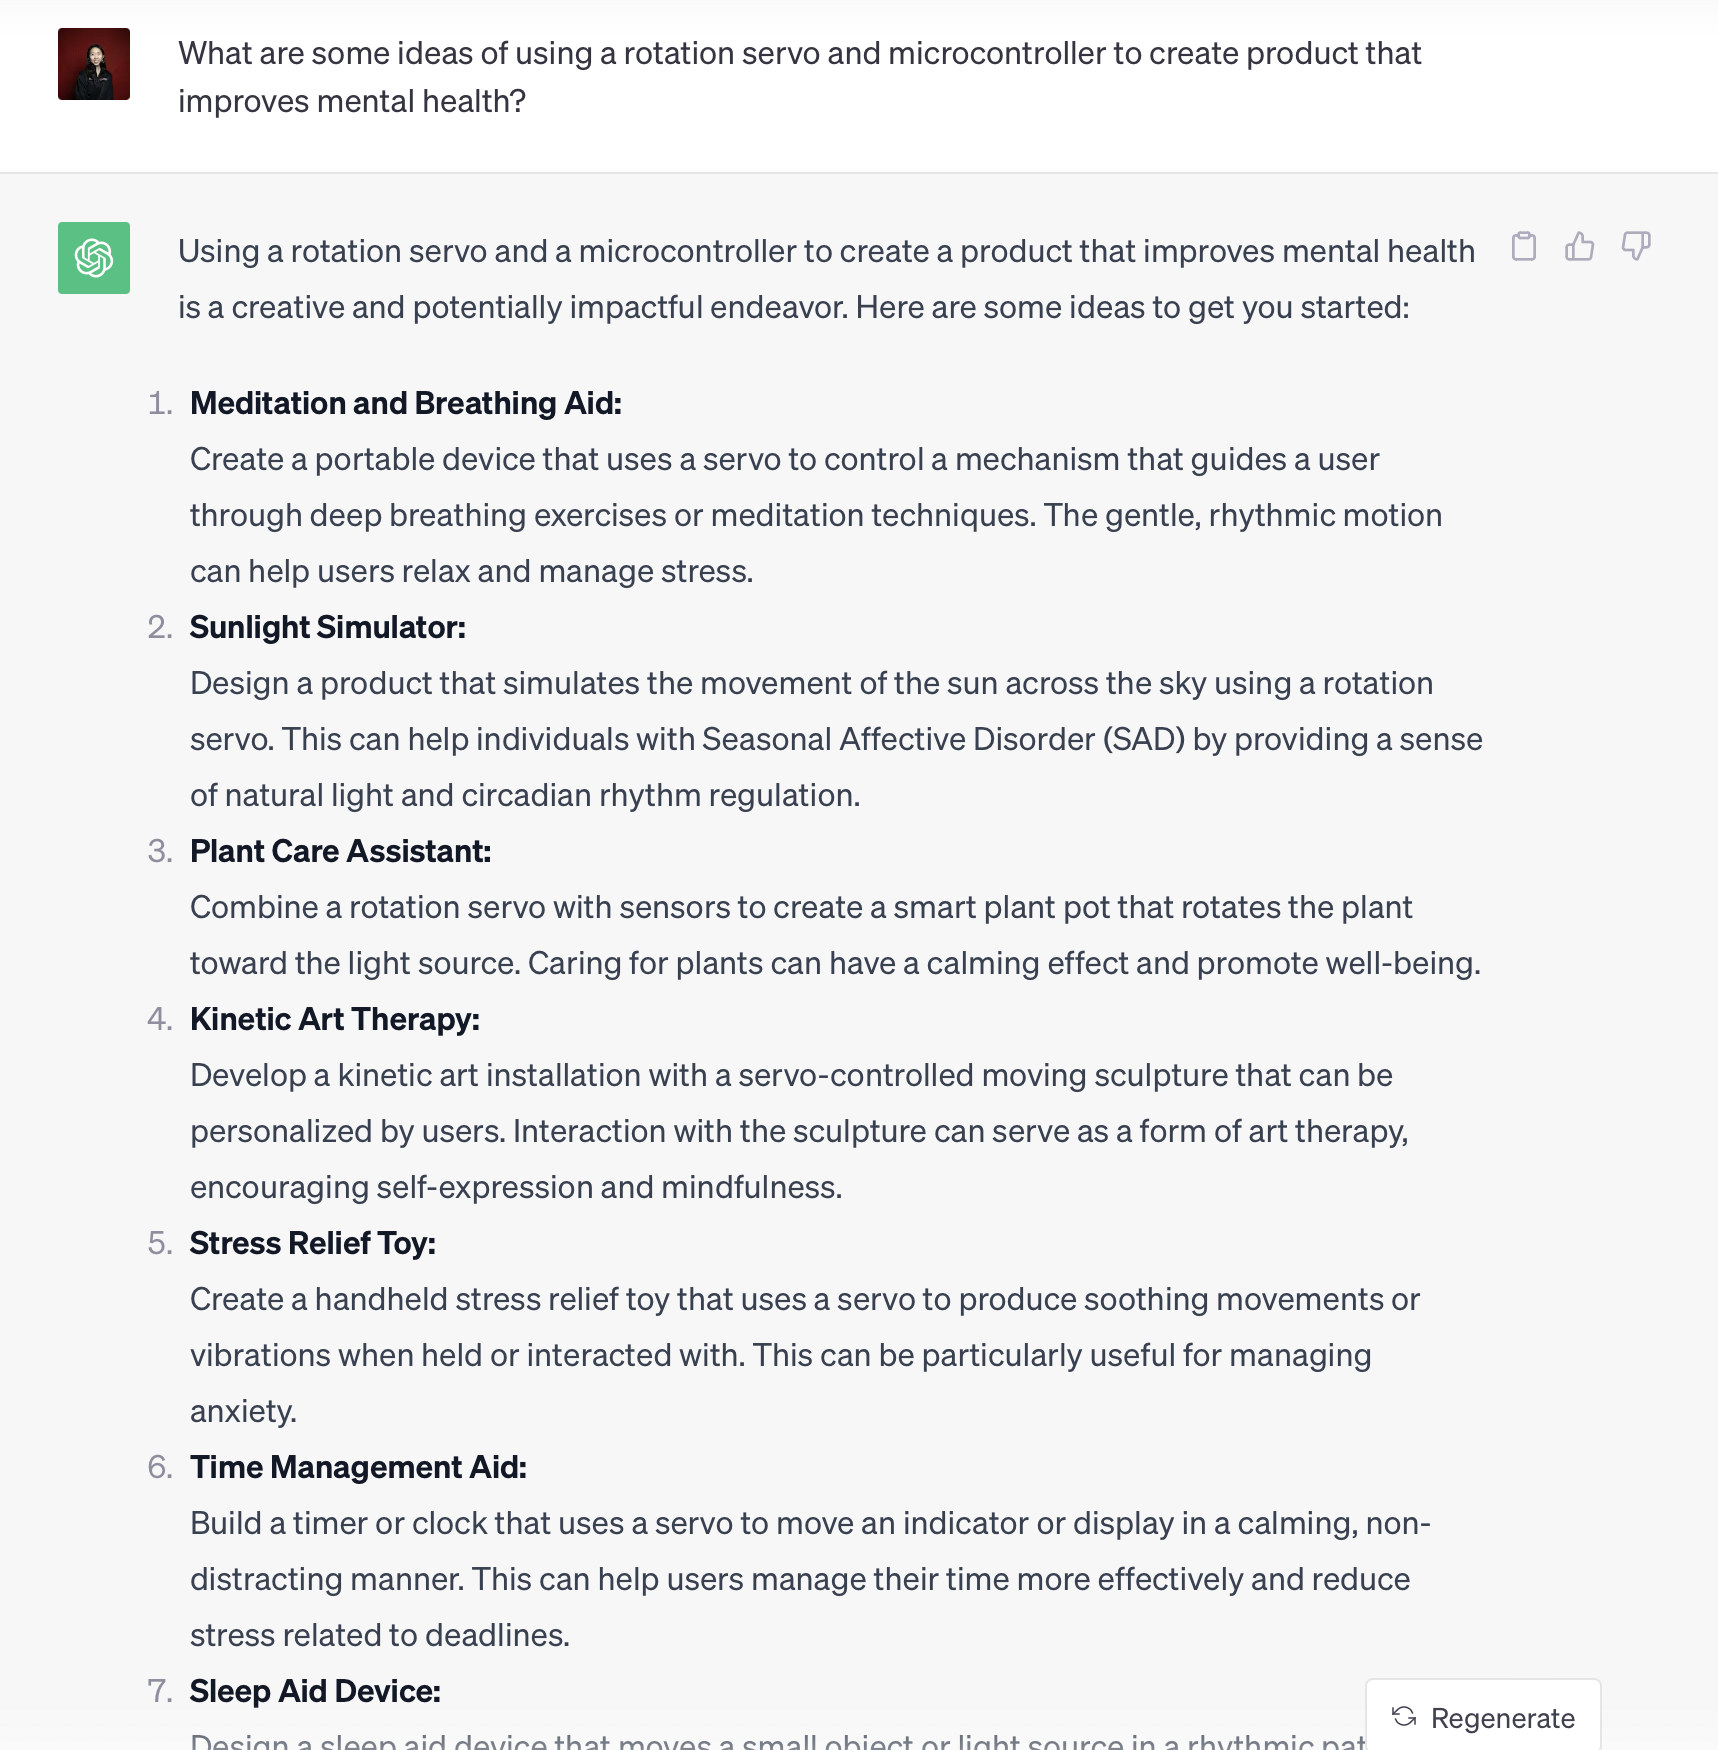 What are some ideas of using a rotation servo and microcontroller to create product that
improves mental health?
Using a rotation servo and a microcontroller to create a product that improves mental health
is a creative and potentially impactful endeavor. Here are some ideas to get you started:
1. Meditation and Breathing Aid:
Create a portable device that uses a servo to control a mechanism that guides a user
through deep breathing exercises or meditation techniques. The gentle, rhythmic motion
can help users relax and manage stress.
2. Sunlight Simulator:
Design a product that simulates the movement of the sun across the sky using a rotation
servo. This can help individuals with Seasonal Affective Disorder (SAD) by providing a sense
of natural light and circadian rhythm regulation.
3. Plant Care Assistant:
Combine a rotation servo with sensors to create a smart plant pot that rotates the plant
toward the light source. Caring for plants can have a calming effect and promote well-being.
4. Kinetic Art Therapy:
Develop a kinetic art installation with a servo-controlled moving sculpture that can be
personalized by users. Interaction with the sculpture can serve as a form of art therapy,
encouraging self-expression and mindfulness.
5. Stress Relief Toy:
Create a handheld stress relief toy that uses a servo to produce soothing movements or
vibrations when held or interacted with. This can be particularly useful for managing
anxiety.
6. Time Management Aid:
Build a timer or clock that uses a servo to move an indicator or display in a calming, non-
distracting manner. This can help users manage their time more effectively and reduce
stress related to deadlines.
7. Sleep Aid Device:
Regenerate
Design a sleep aid device that moves a small object or light source in a rhythmic pat